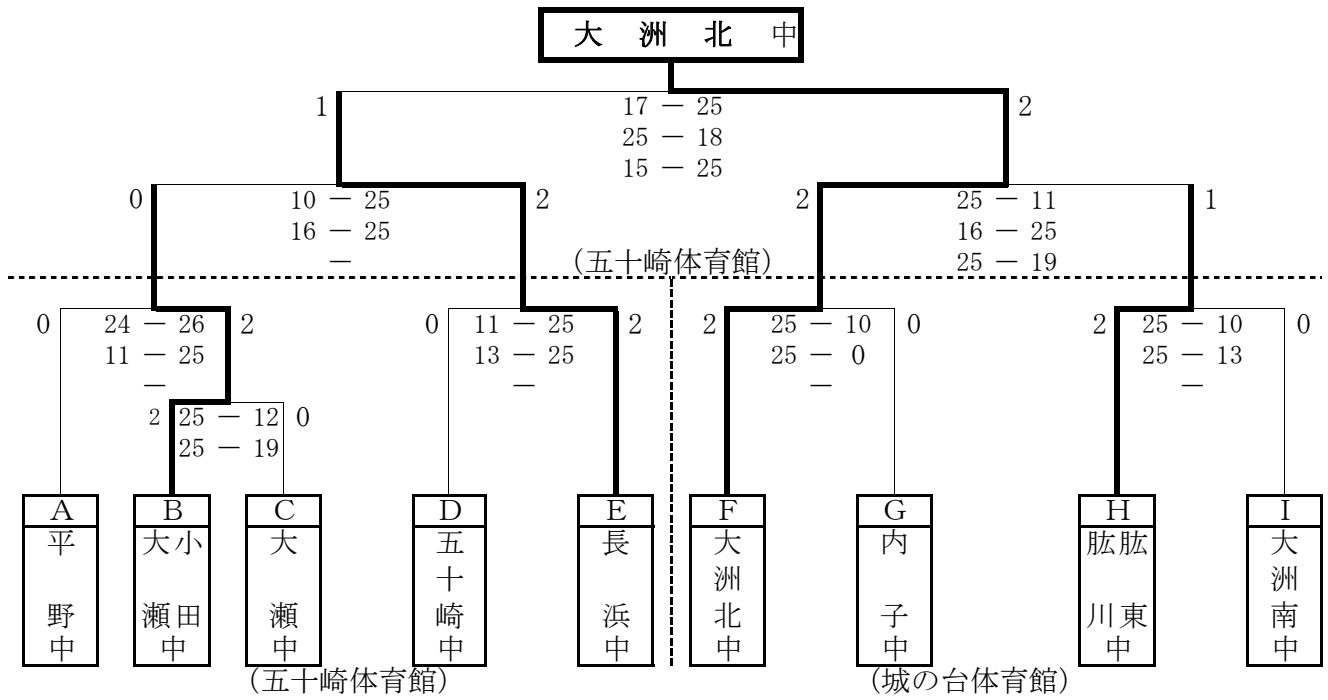 大洲北中
1
17 － 25
2
25 － 18
15 － 25
0
10 － 25
2
2
25 － 11
1
16 － 25
16 － 25
－
(五十崎体育館)
25 － 19
0
24 － 26
2
0
11 － 25
2
2
25 － 10
0
2
25 － 10
0
11 － 25
13 － 25
25 － 0
25 － 13
－
－
－
－
2
25 － 12
0
25 － 19
A
B
C
D
E
F
G
H
I
平野中
大瀬
小田
中
大瀬中
五十崎中
長浜中
大洲北中
内子中
肱川
肱東
中
大洲南中
(五十崎体育館)
(城の台体育館)